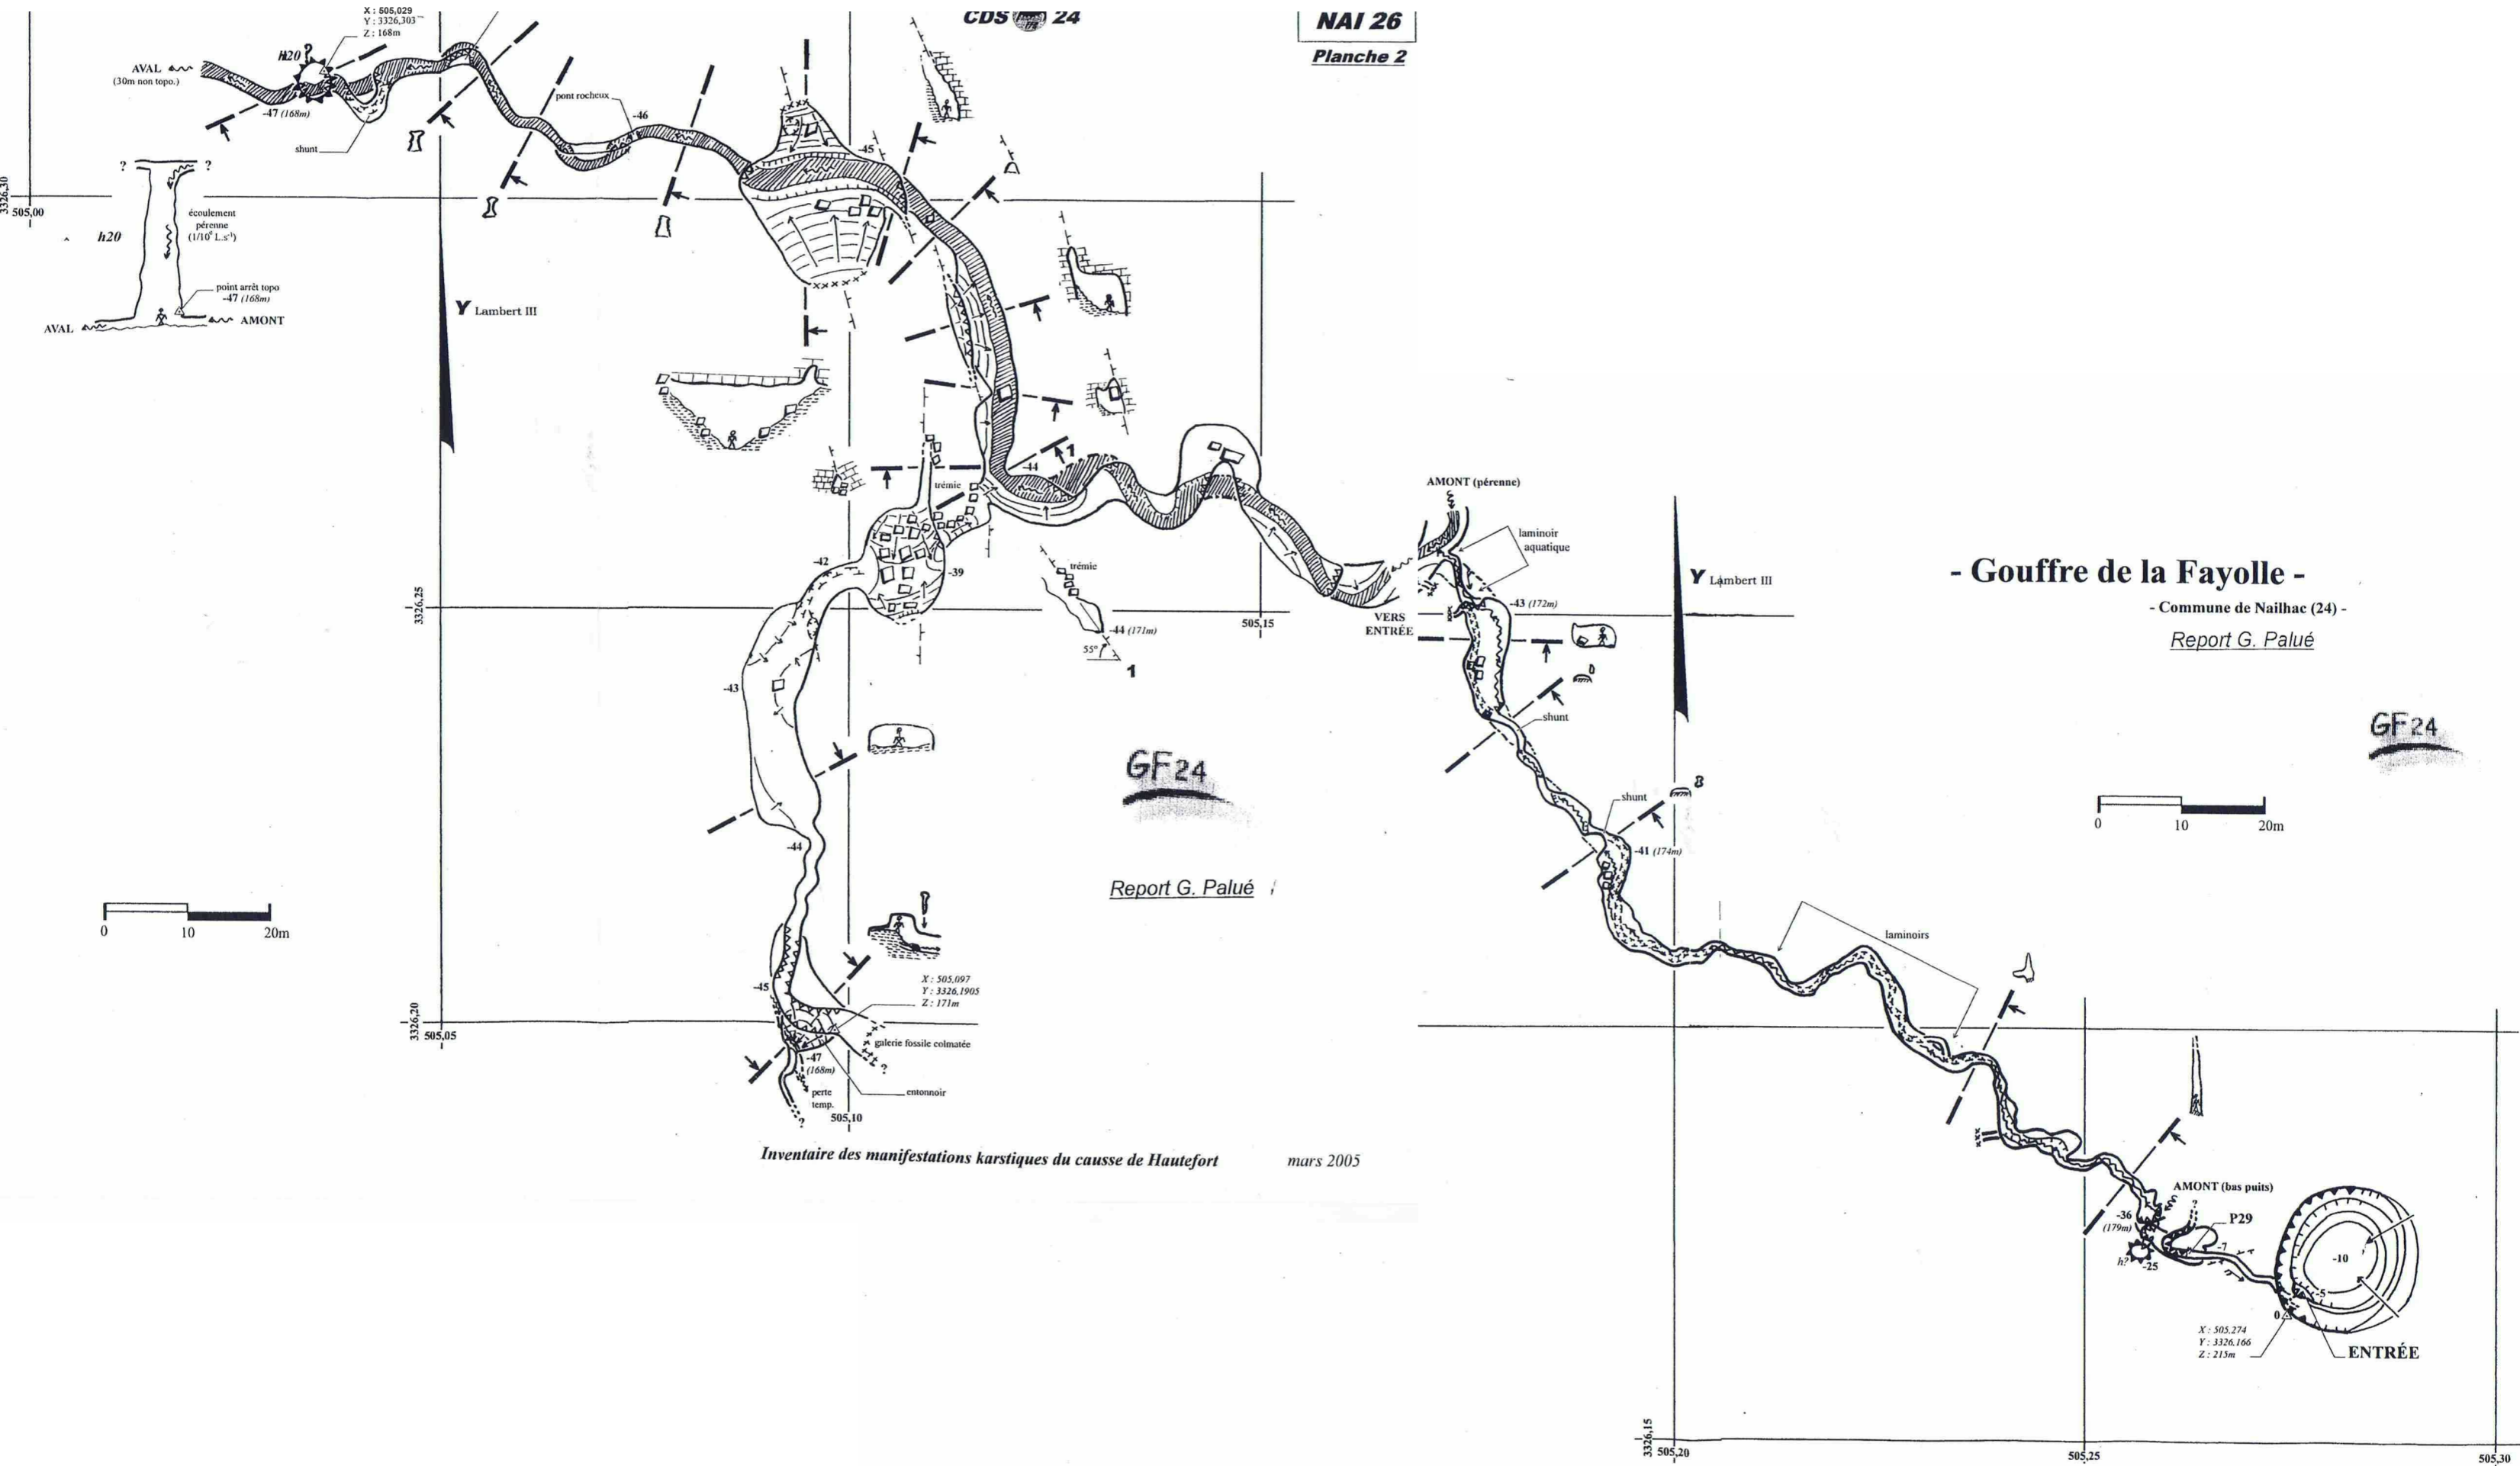 X : 505,029
Y : 3326,303
Z : 168m
CDS 24
NAI 26
Planche 2
h20 ?
AVAL
(30m non topo.)
-47 (168m)
shunt
pont rocheux
-46
-45
3326,30
505,00
? ?
h20
écoulement
pérenne
point arrêt topo
-47 (168m)
AVAL
AMONT
Y Lambert III
1
-44
trémie
-42
-39
3326,25
trémie
-44 (171m)
55°
1
505,15
-43
GF24
Report G. Palué
-44
0 10 20m
-45
X : 505,097
Y : 3326,1905
Z : 171m
3326,20
505,05
galerie fossile colmatée
?
-47
(168m)
perte
temp.
?
entonnoir
505,10
Inventaire des manifestations karstiques du causse de Hautefort mars 2005
AMONT (pérenne)
laminoir
aquatique
Y Lambert III
-43 (172m)
VERS
ENTRÉE
shunt
shunt
-41 (174m)
laminoirs
- Gouffre de la Fayolle -
- Commune de Nailhac (24) -
Report G. Palué
GF24
0 10 20m
AMONT (bas puits)
?
-36
(179m)
P29
-7
h?
-25
-10
-5
0
X : 505,274
Y : 3326,166
Z : 215m
ENTRÉE
3326,15
505,20
505,25
505,30